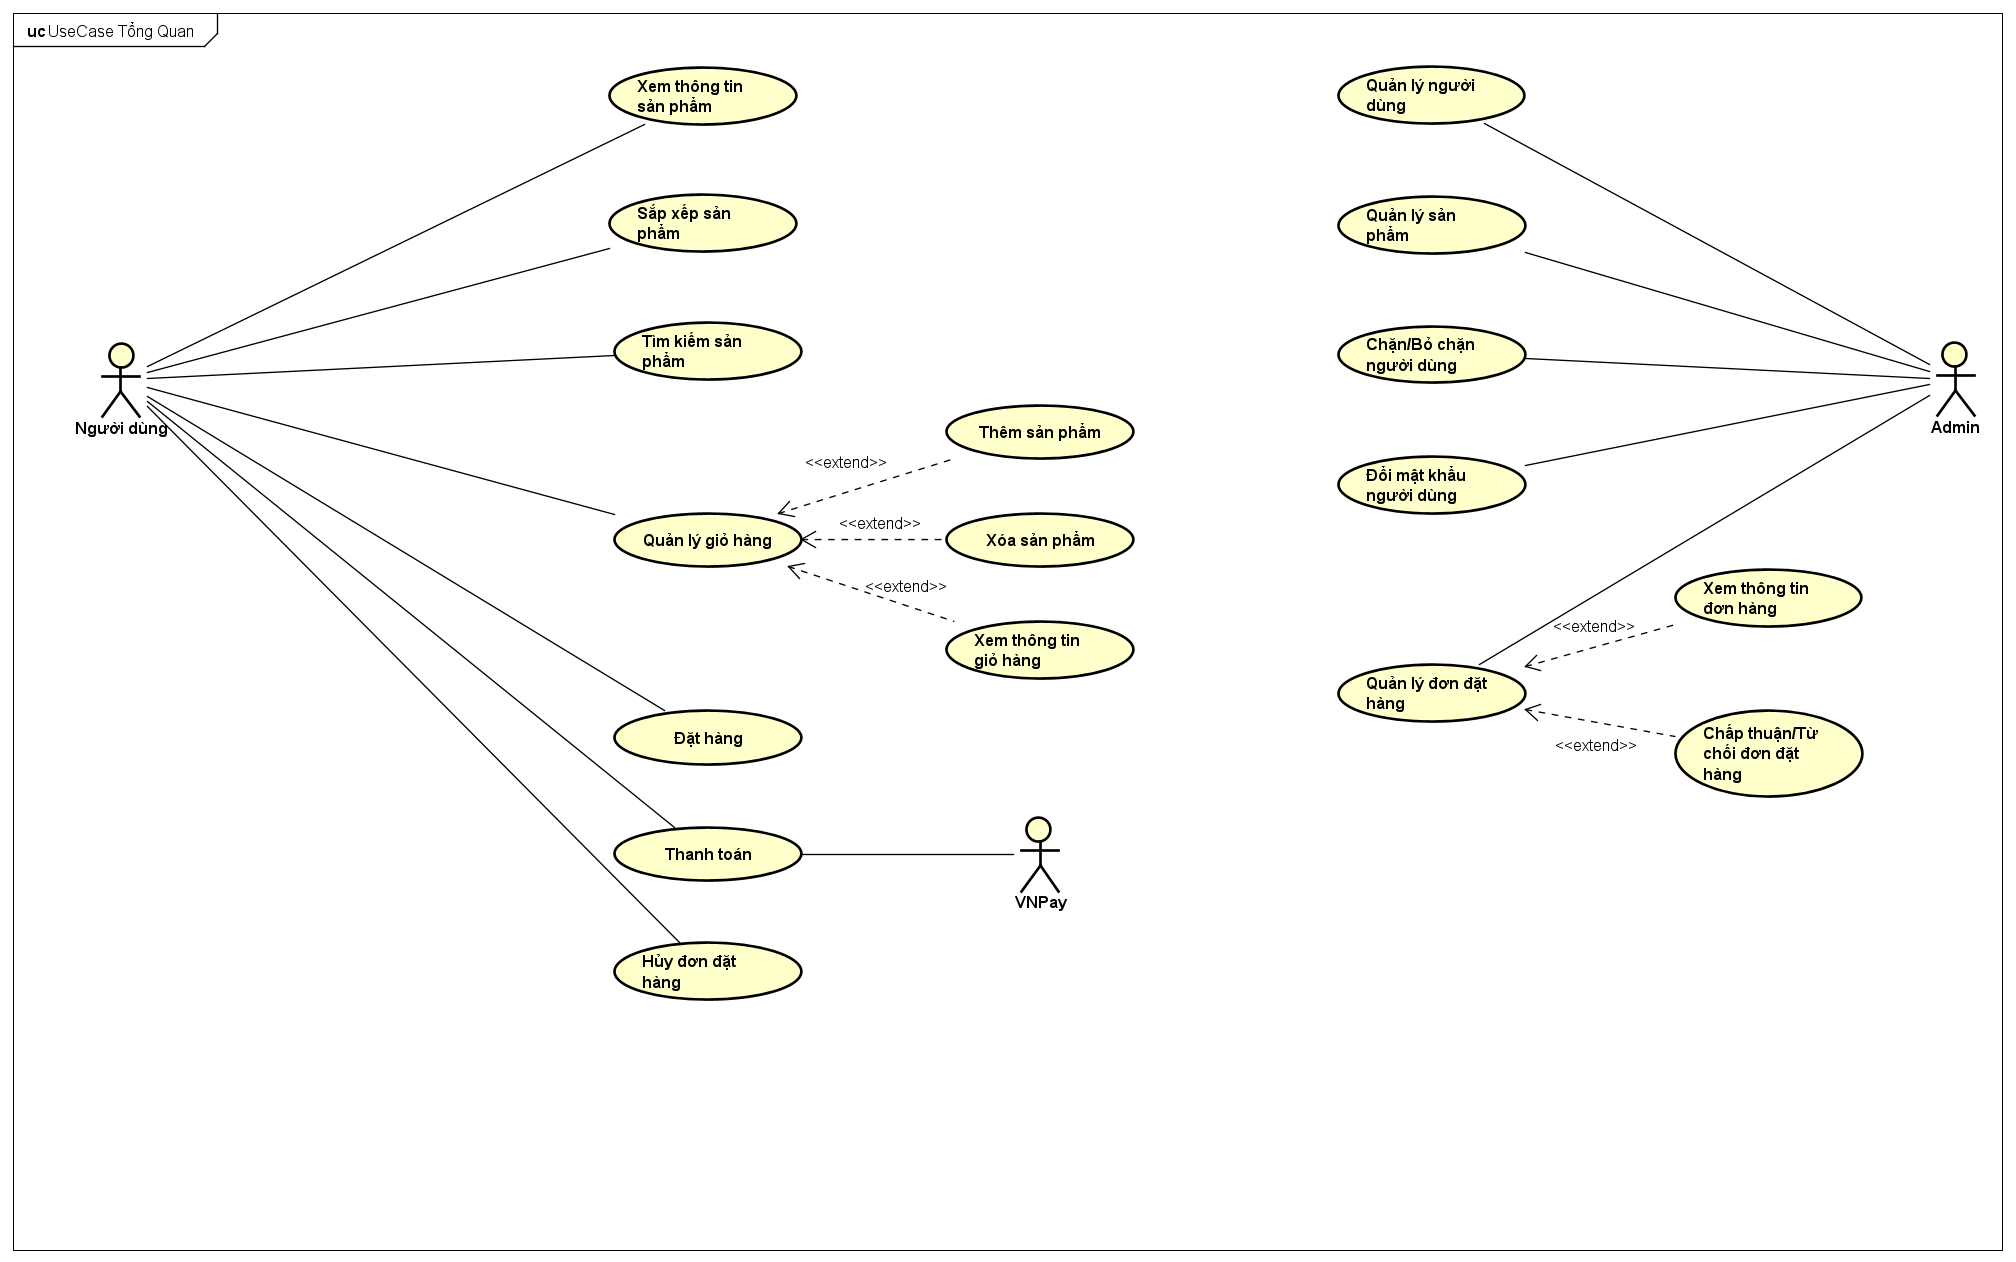 uc UseCase Tổng Quan
Xem thông tin
sản phẩm
Sắp xếp sản
phẩm
Tìm kiếm sản
phẩm
Người dùng
Thêm sản phẩm
<<extend>>
<<extend>>
Quản lý giỏ hàng
Xóa sản phẩm
<<extend>>
Xem thông tin
giỏ hàng
Đặt hàng
Thanh toán
VNPay
Hủy đơn đặt
hàng
Quản lý người
dùng
Quản lý sản
phẩm
Chặn/Bỏ chặn
người dùng
Admin
Đổi mật khẩu
người dùng
Xem thông tin
đơn hàng
<<extend>>
Quản lý đơn đặt
hàng
<<extend>>
Chấp thuận/Từ
chối đơn đặt
hàng